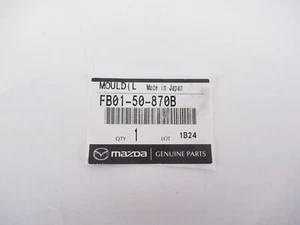 MOULD(L Made in Japan
FB01-50-870B
QTY 1 LOT 1B24
mazda GENUINE PARTS